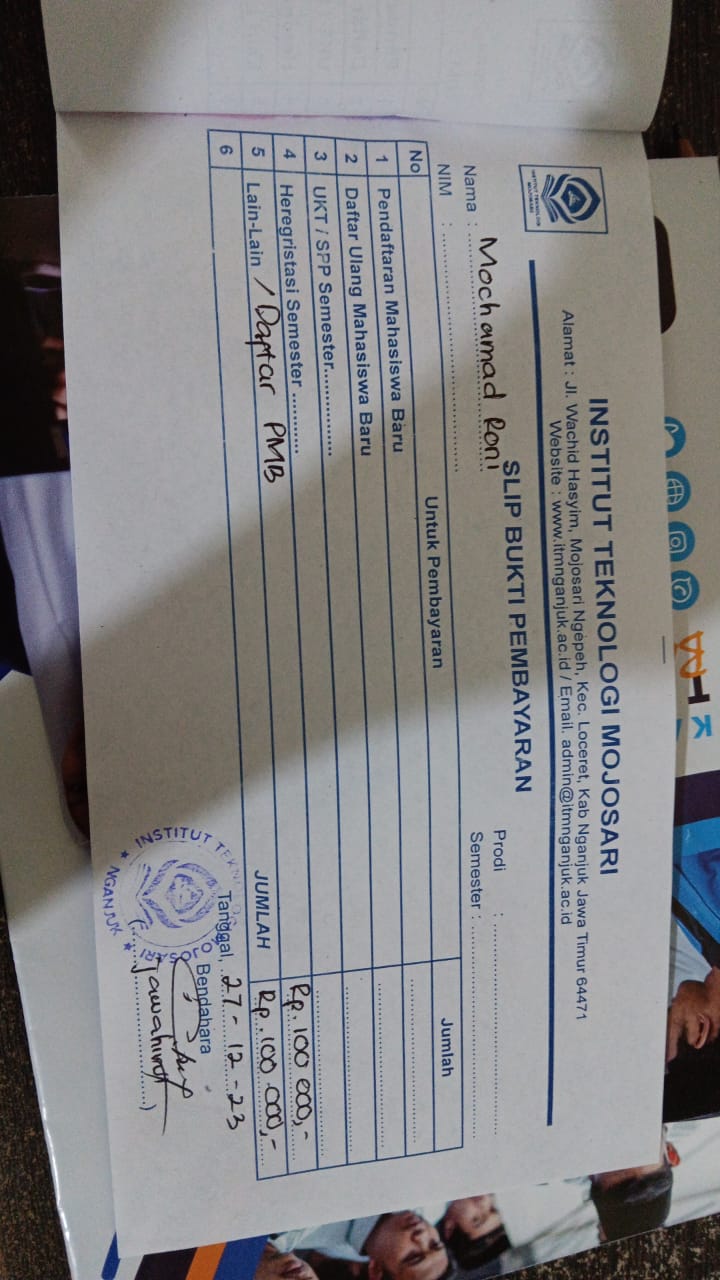 INSTITUT TEKNOLOGI MOJOSARI
INSTITUT TEKNOLOGI MOJOSARI
Alamat : Jl. Wachid Hasyim, Mojosari Ngepeh, Kec. Loceret, Kab Nganjuk Jawa Timur 64471
Website : www.itmnganjuk.ac.id / Email. admin@itmnganjuk.ac.id
SLIP BUKTI PEMBAYARAN
Nama : Mochamad Roni Prodi :
NIM : Semester :
No Untuk Pembayaran Jumlah
1 Pendaftaran Mahasiswa Baru
2 Daftar Ulang Mahasiswa Baru
3 UKT / SPP Semester...............
4 Heregristasi Semester ............
5 Lain-Lain / Daftar PMB Rp. 100 000,-
6 JUMLAH Rp. 100.000,-
Tanggal, 27-12-23
Bendahara
INSTITUT TEKNOLOGI MOJOSARI
NGANJUK